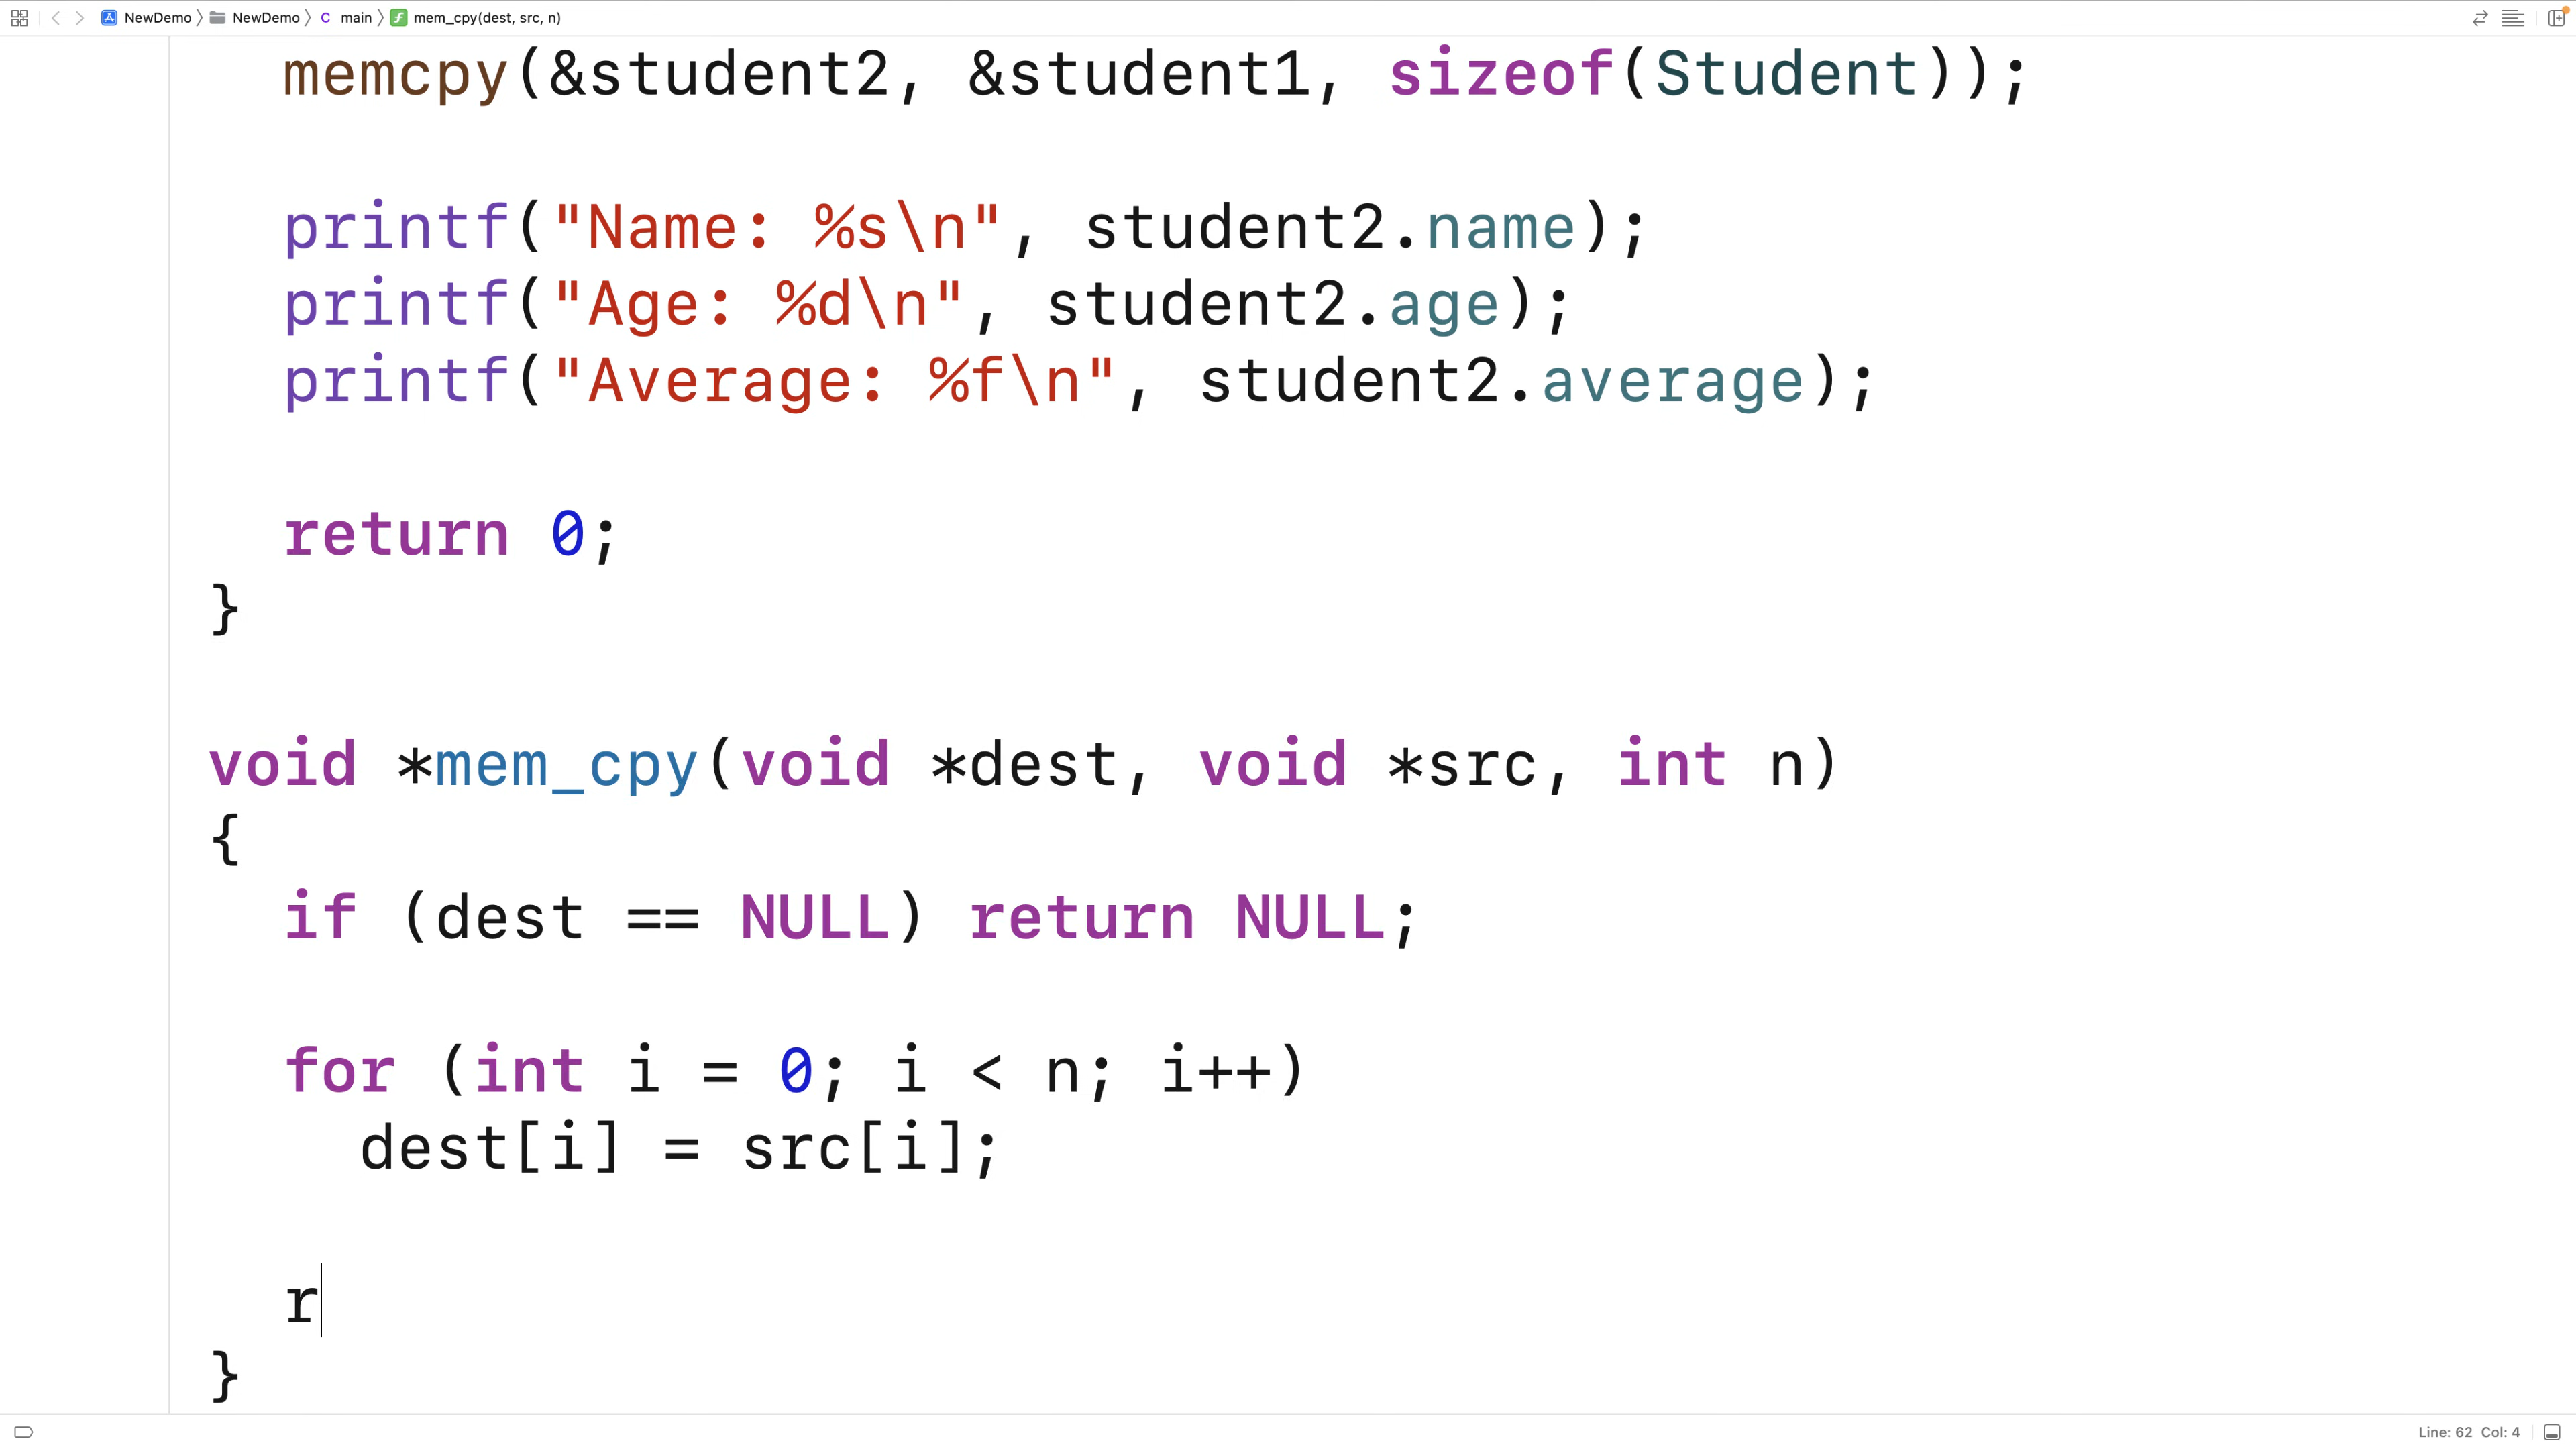 NewDemo NewDemo C main f mem_cpy(dest, src, n)
memcpy(&student2, &student1, sizeof(Student));
printf("Name: %s\n", student2.name);
printf("Age: %d\n", student2.age);
printf("Average: %f\n", student2.average);
return 0;
}
void *mem_cpy(void *dest, void *src, int n)
{
if (dest == NULL) return NULL;
for (int i = 0; i < n; i++)
dest[i] = src[i];
r
}
Line: 62 Col: 4